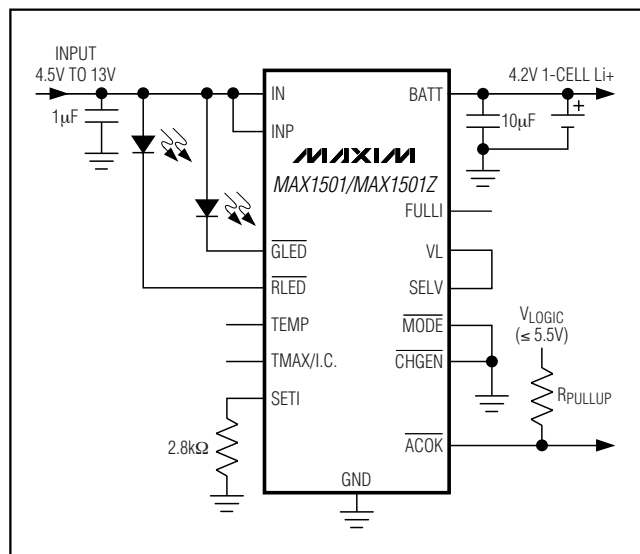 INPUT
4.5V TO 13V
1µF
IN
INP
BATT
4.2V 1-CELL Li+
10µF
+
MAXIM
MAX1501/MAX1501Z
FULLI
GLED
VL
RLED
SELV
TEMP
MODE
VLOGIC
(≤ 5.5V)
TMAX/I.C.
CHGEN
RPULLUP
SETI
2.8kΩ
ACOK
GND